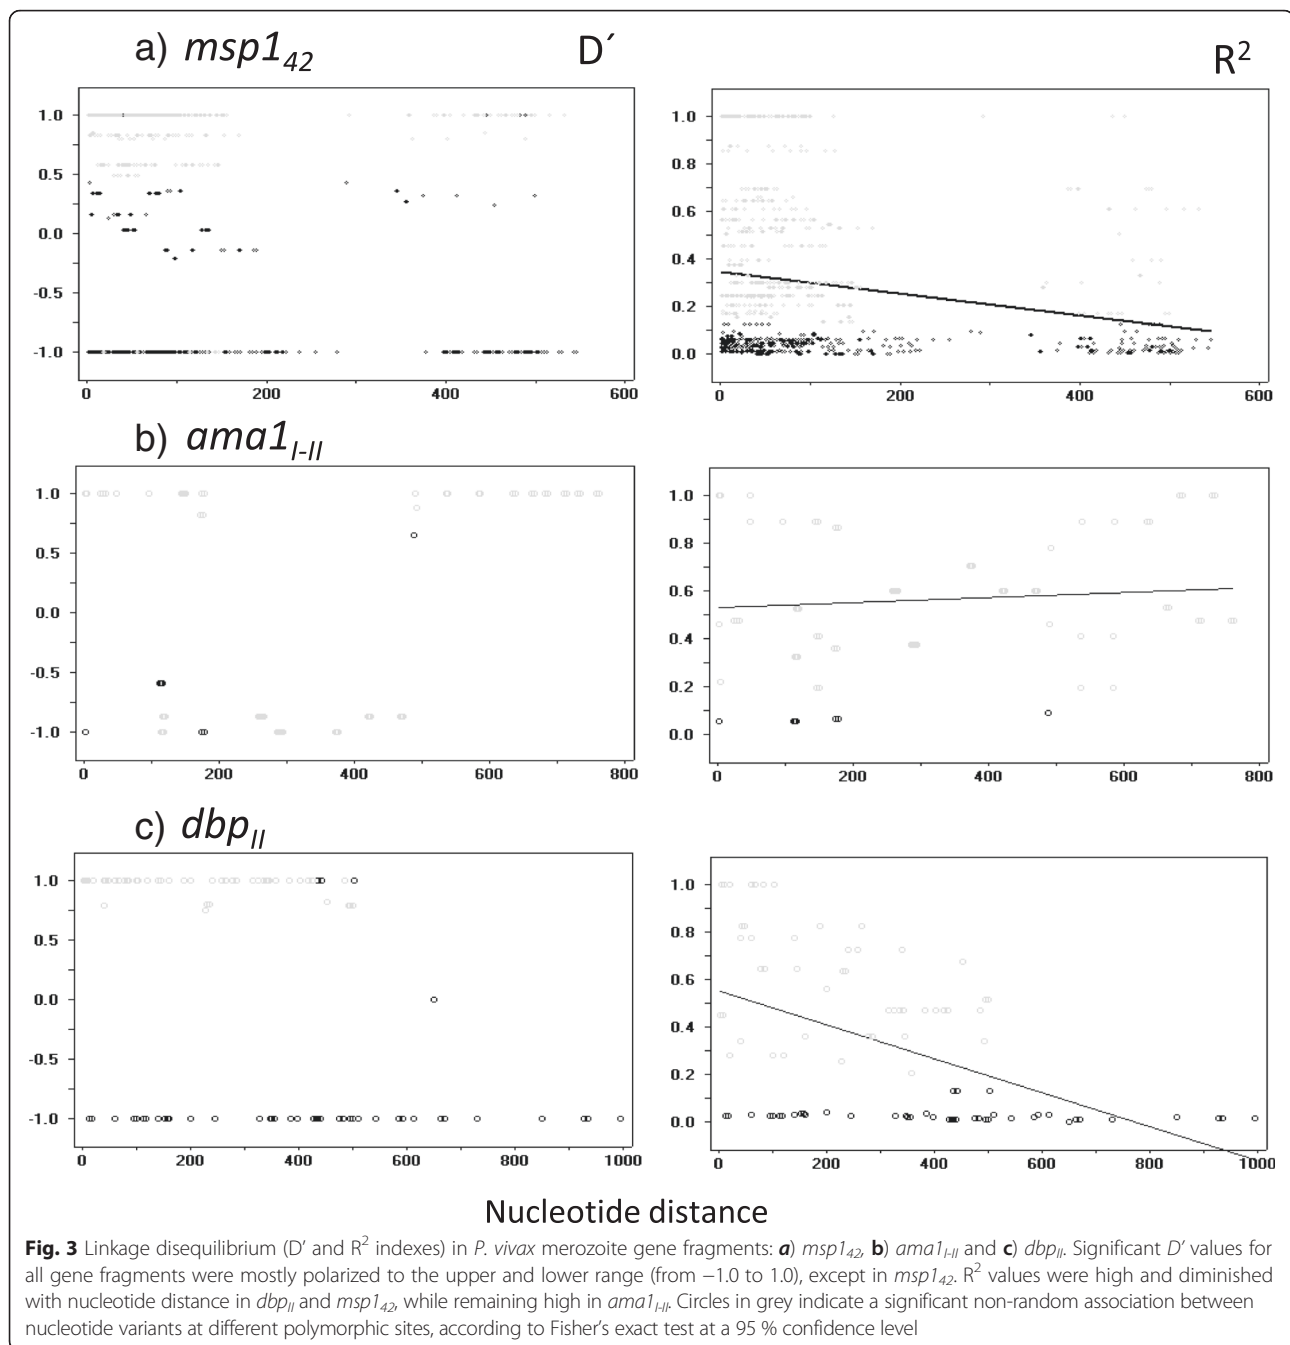 a) msp1₄₂ D´ R²
1.0 1.0
0.5 0.8
0.0 0.6
-0.5 0.4
-1.0 0.2
0.0
0 200 400 600 0 200 400 600
b) ama1_I-II
1.0 1.0
0.5 0.8
0.0 0.6
-0.5 0.4
-1.0 0.2
0.0
0 200 400 600 800 0 200 400 600 800
c) dbp_II
1.0 1.0
0.5 0.8
0.0 0.6
-0.5 0.4
-1.0 0.2
0.0
0 200 400 600 800 1000 0 200 400 600 800 1000
Nucleotide distance
Fig. 3 Linkage disequilibrium (D' and R² indexes) in P. vivax merozoite gene fragments: a) msp1₄₂, b) ama1_I-II and c) dbp_II. Significant D' values for
all gene fragments were mostly polarized to the upper and lower range (from −1.0 to 1.0), except in msp1₄₂. R² values were high and diminished
with nucleotide distance in dbp_II and msp1₄₂, while remaining high in ama1_I-II. Circles in grey indicate a significant non-random association between
nucleotide variants at different polymorphic sites, according to Fisher's exact test at a 95 % confidence level